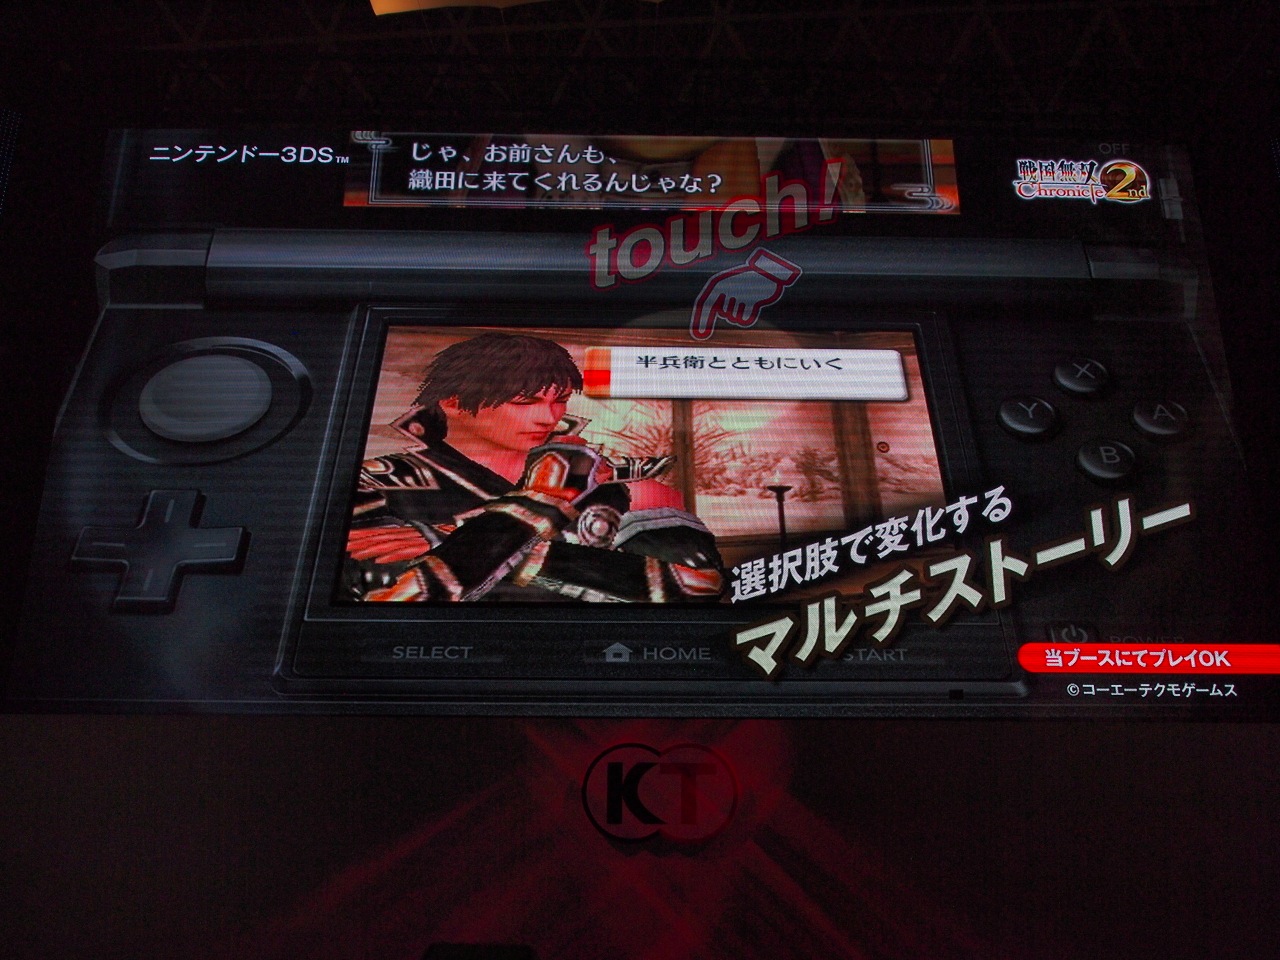 ニンテンドー3DS™
じゃ、お前さんも、
織田に来てくれるんじゃな？
OFF
戦国無双
Chronicle 2nd
touch!
半兵衛とともにいく
X
Y
A
B
選択肢で変化する
マルチストーリー
SELECT
HOME
START
POWER
当ブースにてプレイOK
©コーエーテクモゲームス
KT